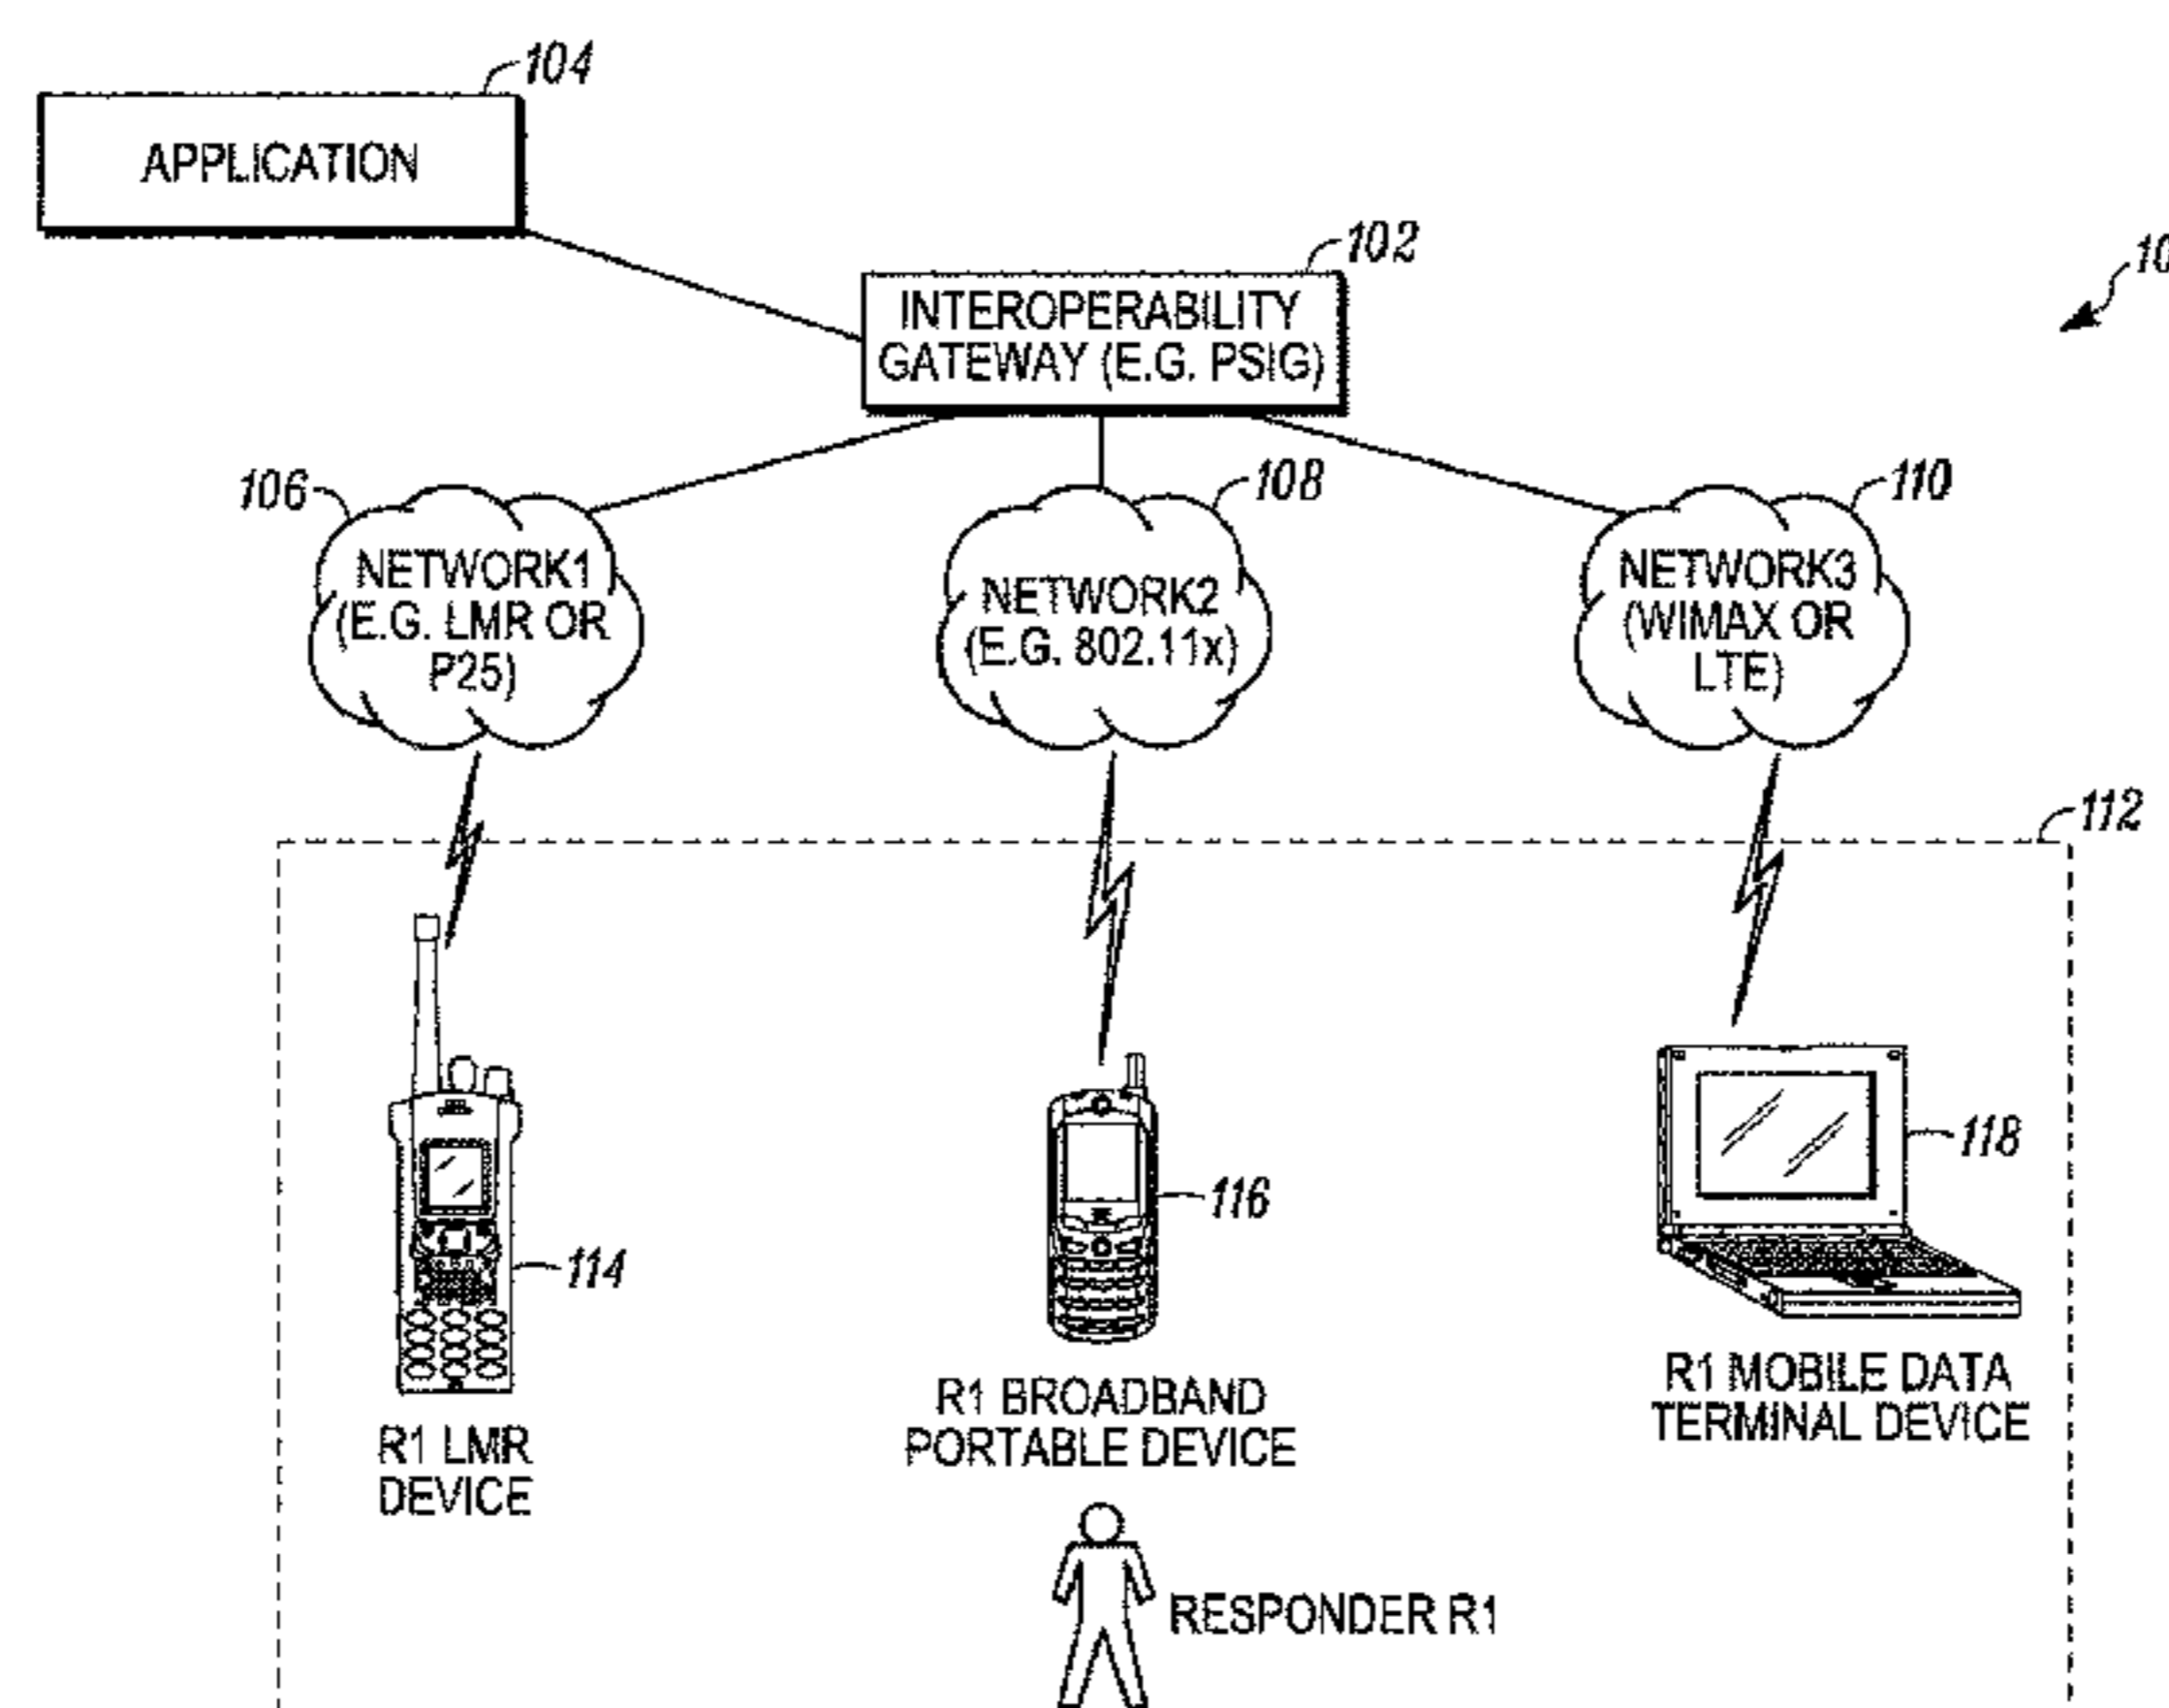 104
APPLICATION
102
INTEROPERABILITY
GATEWAY (E.G. PSIG)
106
NETWORK1
(E.G. LMR OR
P25)
108
NETWORK2
(E.G. 802.11x)
110
NETWORK3
(WIMAX OR
LTE)
112
114
R1 LMR
DEVICE
116
R1 BROADBAND
PORTABLE DEVICE
118
R1 MOBILE DATA
TERMINAL DEVICE
RESPONDER R1